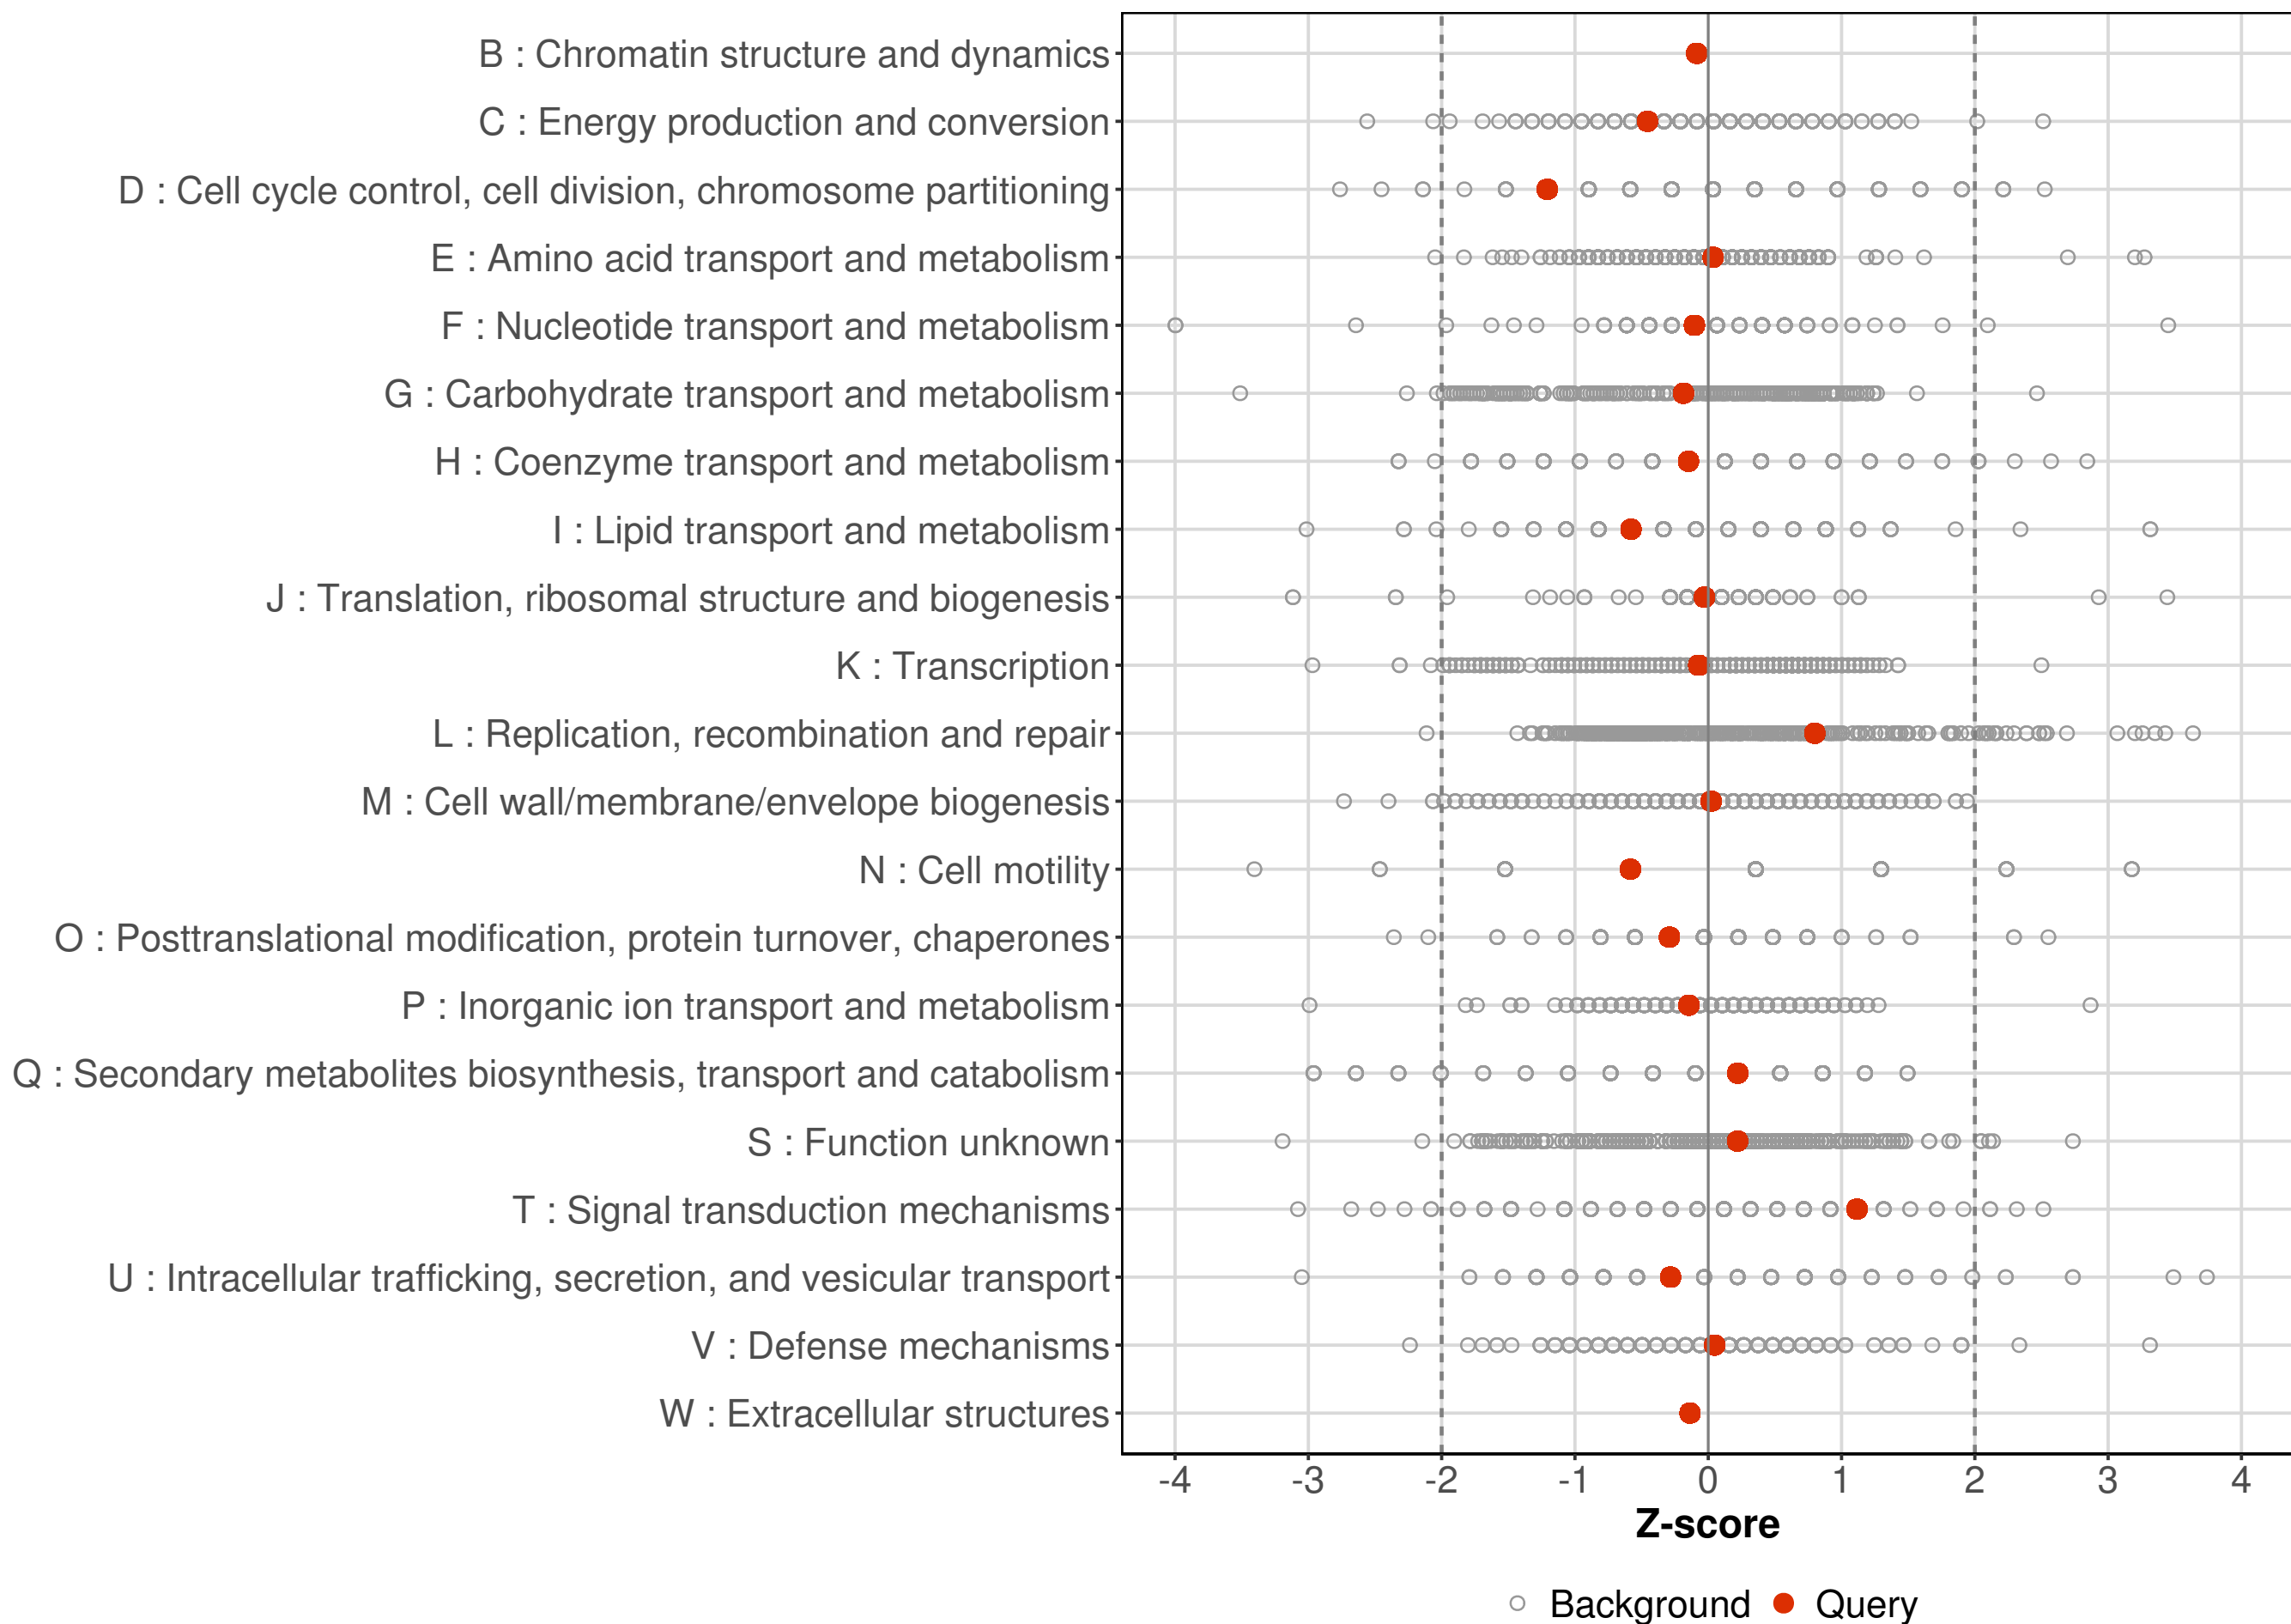 B : Chromatin structure and dynamics
C : Energy production and conversion
D : Cell cycle control, cell division, chromosome partitioning
E : Amino acid transport and metabolism
F : Nucleotide transport and metabolism
G : Carbohydrate transport and metabolism
H : Coenzyme transport and metabolism
I : Lipid transport and metabolism
J : Translation, ribosomal structure and biogenesis
K : Transcription
L : Replication, recombination and repair
M : Cell wall/membrane/envelope biogenesis
N : Cell motility
O : Posttranslational modification, protein turnover, chaperones
P : Inorganic ion transport and metabolism
Q : Secondary metabolites biosynthesis, transport and catabolism
S : Function unknown
T : Signal transduction mechanisms
U : Intracellular trafficking, secretion, and vesicular transport
V : Defense mechanisms
W : Extracellular structures
-4 -3 -2 -1 0 1 2 3 4
Z-score
Background Query